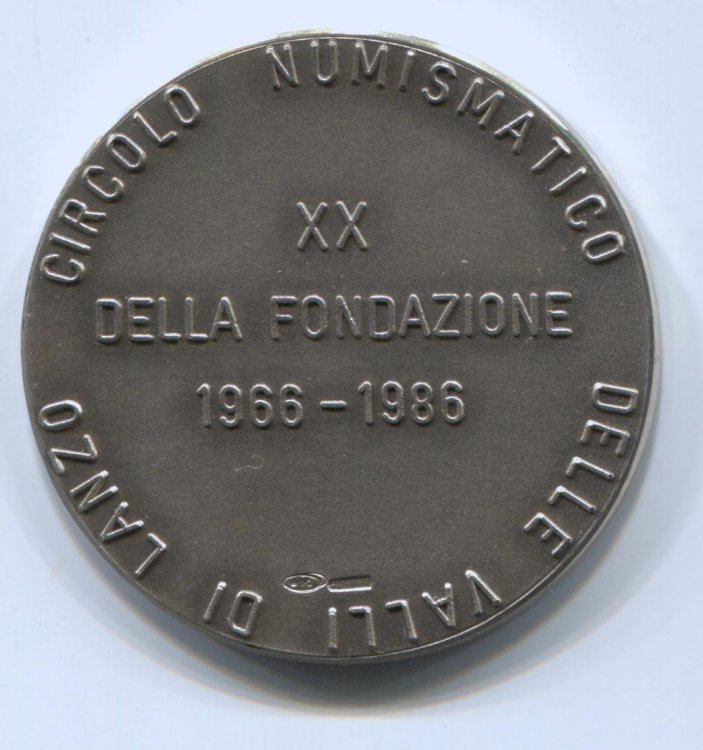 CIRCOLO NUMISMATICO DELLE VALLI DI LANZO
XX
DELLA FONDAZIONE
1966-1986